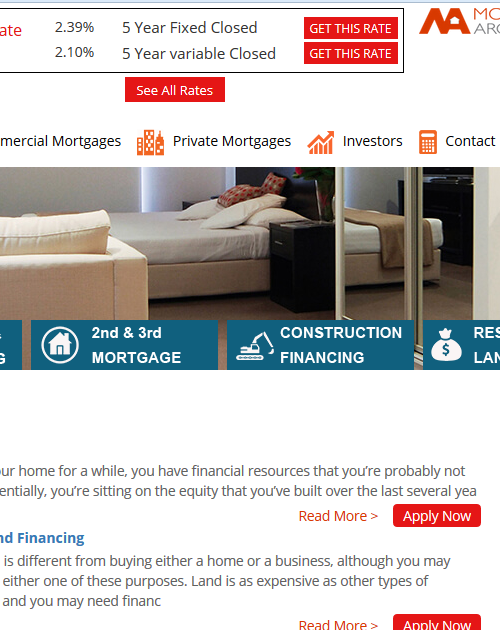 ate 2.39% 5 Year Fixed Closed GET THIS RATE
2.10% 5 Year variable Closed GET THIS RATE
See All Rates
MO
ARC
mercial Mortgages Private Mortgages Investors Contact
G
2nd & 3rd
MORTGAGE
CONSTRUCTION
FINANCING
RES
LAN
our home for a while, you have financial resources that you’re probably not
entially, you’re sitting on the equity that you’ve built over the last several yea
Read More > Apply Now
nd Financing
is different from buying either a home or a business, although you may
either one of these purposes. Land is as expensive as other types of
and you may need financ
Read More > Apply Now